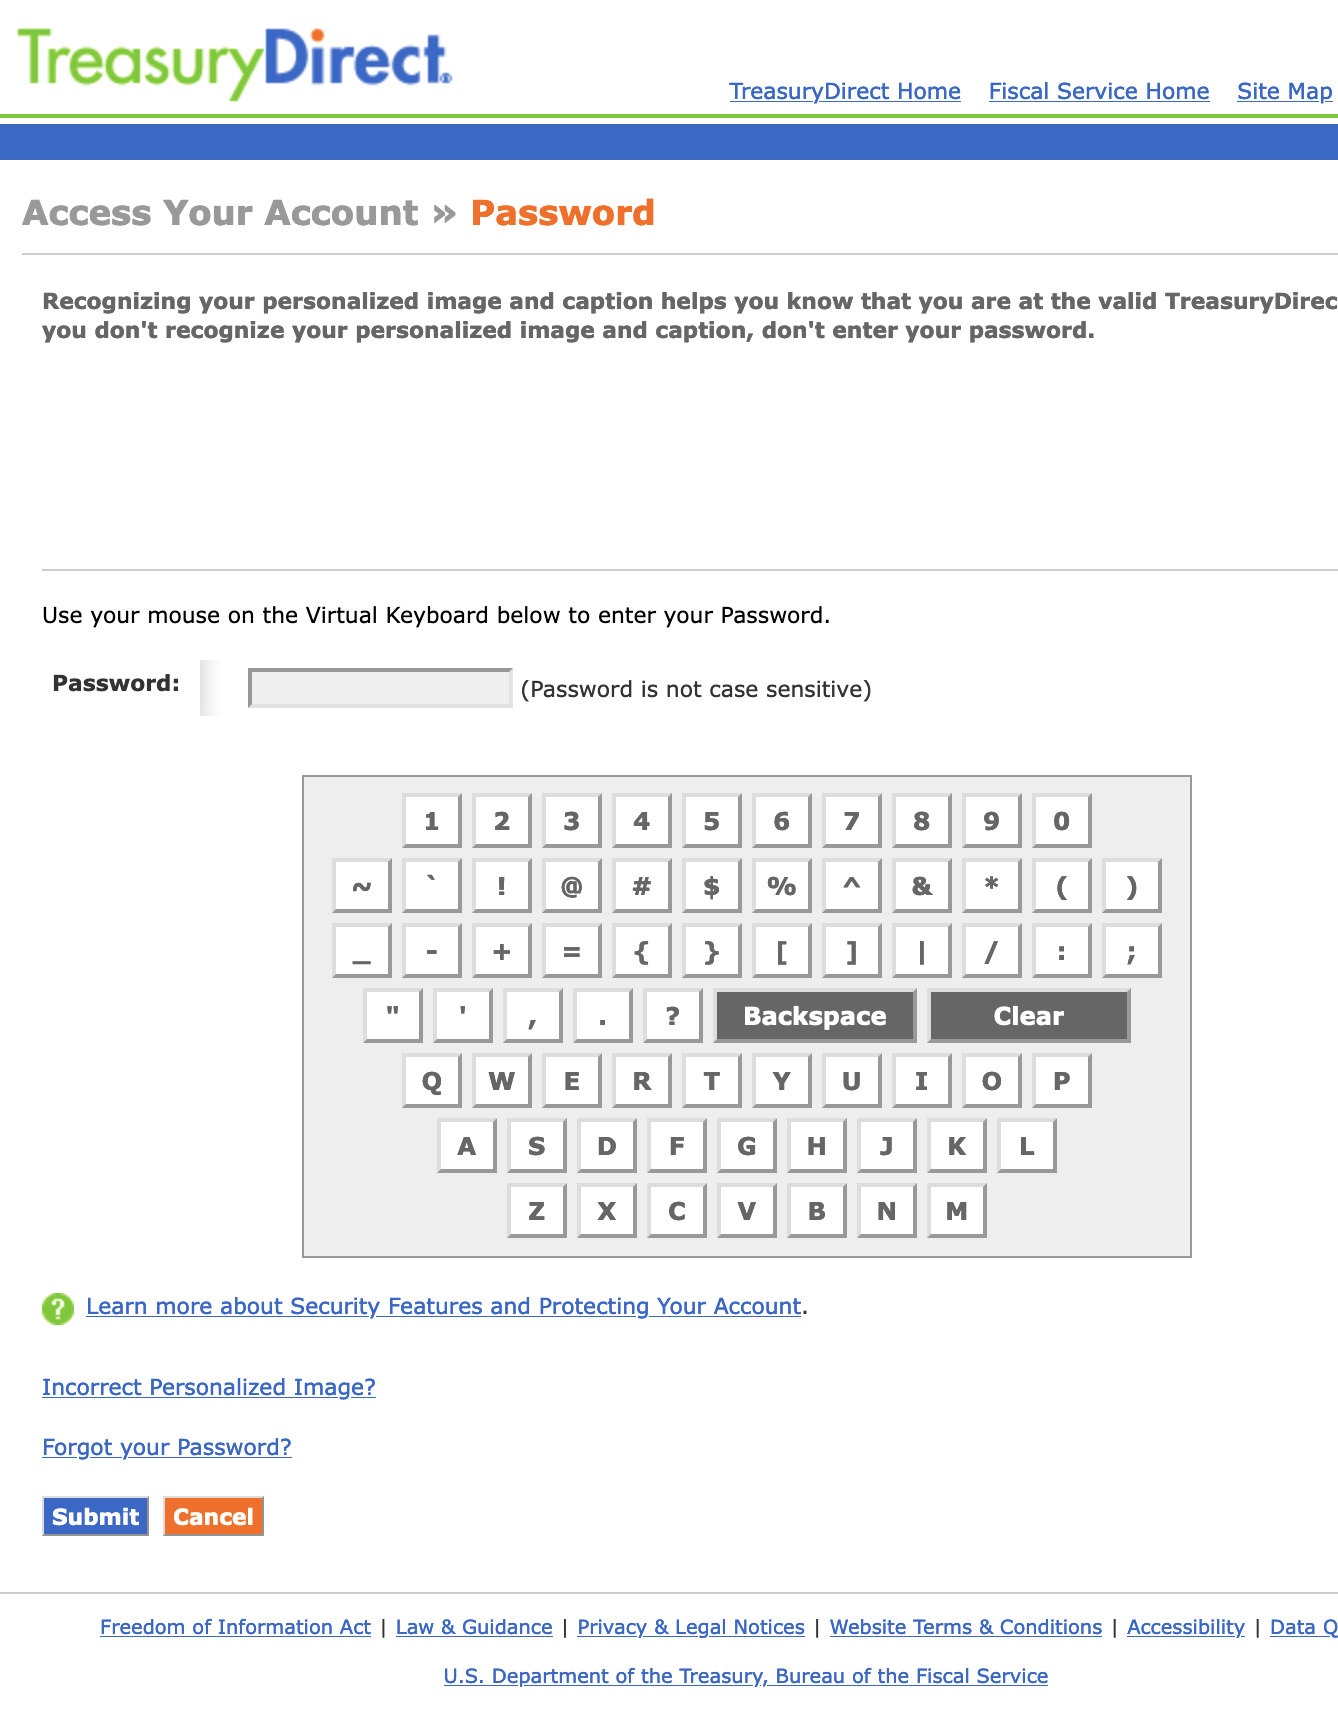 TreasuryDirect®
TreasuryDirect Home Fiscal Service Home Site Map
Access Your Account » Password
Recognizing your personalized image and caption helps you know that you are at the valid TreasuryDirec
you don't recognize your personalized image and caption, don't enter your password.
Use your mouse on the Virtual Keyboard below to enter your Password.
Password: (Password is not case sensitive)
1 2 3 4 5 6 7 8 9 0
~ ` ! @ # $ % ^ & * ( )
_ - + = { } [ ] | / : ;
" ' , . ? Backspace Clear
Q W E R T Y U I O P
A S D F G H J K L
Z X C V B N M
? Learn more about Security Features and Protecting Your Account.
Incorrect Personalized Image?
Forgot your Password?
Submit Cancel
Freedom of Information Act | Law & Guidance | Privacy & Legal Notices | Website Terms & Conditions | Accessibility | Data Q
U.S. Department of the Treasury, Bureau of the Fiscal Service